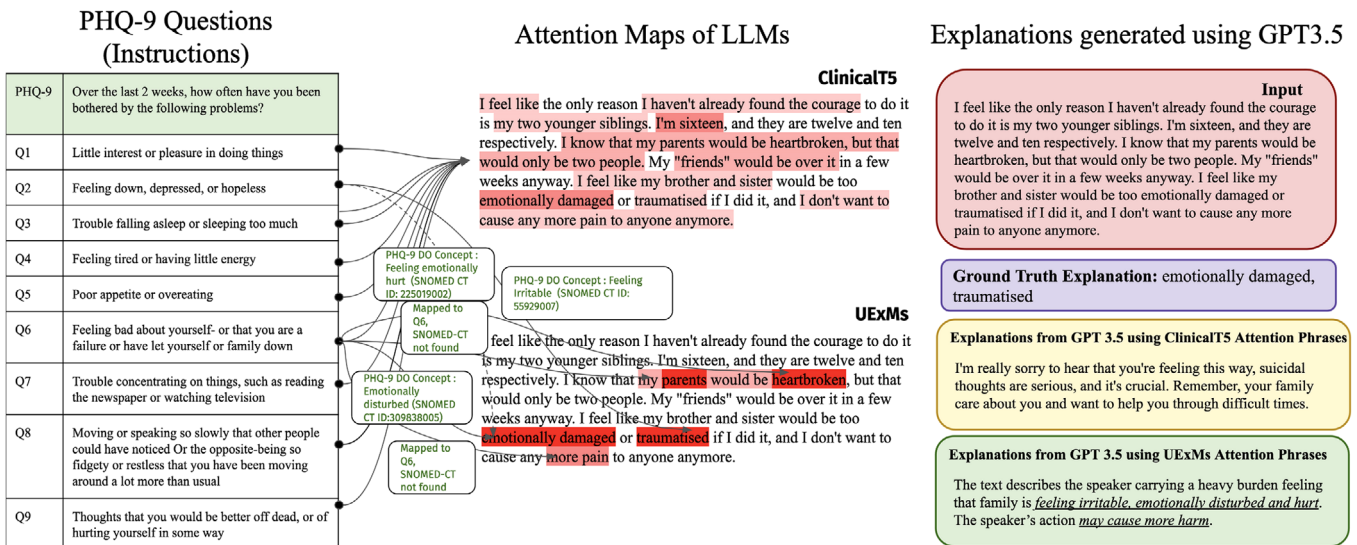 PHQ-9 Questions
(Instructions)
PHQ-9
Over the last 2 weeks, how often have you been
bothered by the following problems?
Q1
Little interest or pleasure in doing things
Q2
Feeling down, depressed, or hopeless
Q3
Trouble falling asleep or sleeping too much
Q4
Feeling tired or having little energy
Q5
Poor appetite or overeating
Q6
Feeling bad about yourself- or that you are a
failure or have let yourself or family down
Q7
Trouble concentrating on things, such as reading
the newspaper or watching television
Q8
Moving or speaking so slowly that other people
could have noticed Or the opposite-being so
fidgety or restless that you have been moving
around a lot more than usual
Q9
Thoughts that you would be better off dead, or of
hurting yourself in some way
Attention Maps of LLMs
ClinicalT5
I feel like the only reason I haven't already found the courage to do it
is my two younger siblings. I'm sixteen, and they are twelve and ten
respectively. I know that my parents would be heartbroken, but that
would only be two people. My "friends" would be over it in a few
weeks anyway. I feel like my brother and sister would be too
emotionally damaged or traumatised if I did it, and I don't want to
cause any more pain to anyone anymore.
PHQ-9 DO Concept :
Feeling emotionally
hurt (SNOMED CT
ID: 225019002)
PHQ-9 DO Concept : Feeling
Irritable (SNOMED CT ID:
55929007)
Mapped to
Q6,
SNOMED-CT
not found
PHQ-9 DO Concept :
Emotionally
disturbed (SNOMED
CT ID:309838005)
Mapped to
Q6,
SNOMED-CT
not found
UExMs
feel like the only reason I haven't already found the courage to do it
is my two younger siblings. I'm sixteen, and they are twelve and ten
respectively. I know that my parents would be heartbroken, but that
would only be two people. My "friends" would be over it in a few
weeks anyway. I feel like my brother and sister would be too
emotionally damaged or traumatised if I did it, and I don't want to
cause any more pain to anyone anymore.
Explanations generated using GPT3.5
Input
I feel like the only reason I haven't already found the courage
to do it is my two younger siblings. I'm sixteen, and they are
twelve and ten respectively. I know that my parents would be
heartbroken, but that would only be two people. My "friends"
would be over it in a few weeks anyway. I feel like my
brother and sister would be too emotionally damaged or
traumatised if I did it, and I don't want to cause any more
pain to anyone anymore.
Ground Truth Explanation: emotionally damaged,
traumatised
Explanations from GPT 3.5 using ClinicalT5 Attention Phrases
I'm really sorry to hear that you're feeling this way, suicidal
thoughts are serious, and it's crucial. Remember, your family
care about you and want to help you through difficult times.
Explanations from GPT 3.5 using UExMs Attention Phrases
The text describes the speaker carrying a heavy burden feeling
that family is feeling irritable, emotionally disturbed and hurt.
The speaker's action may cause more harm.